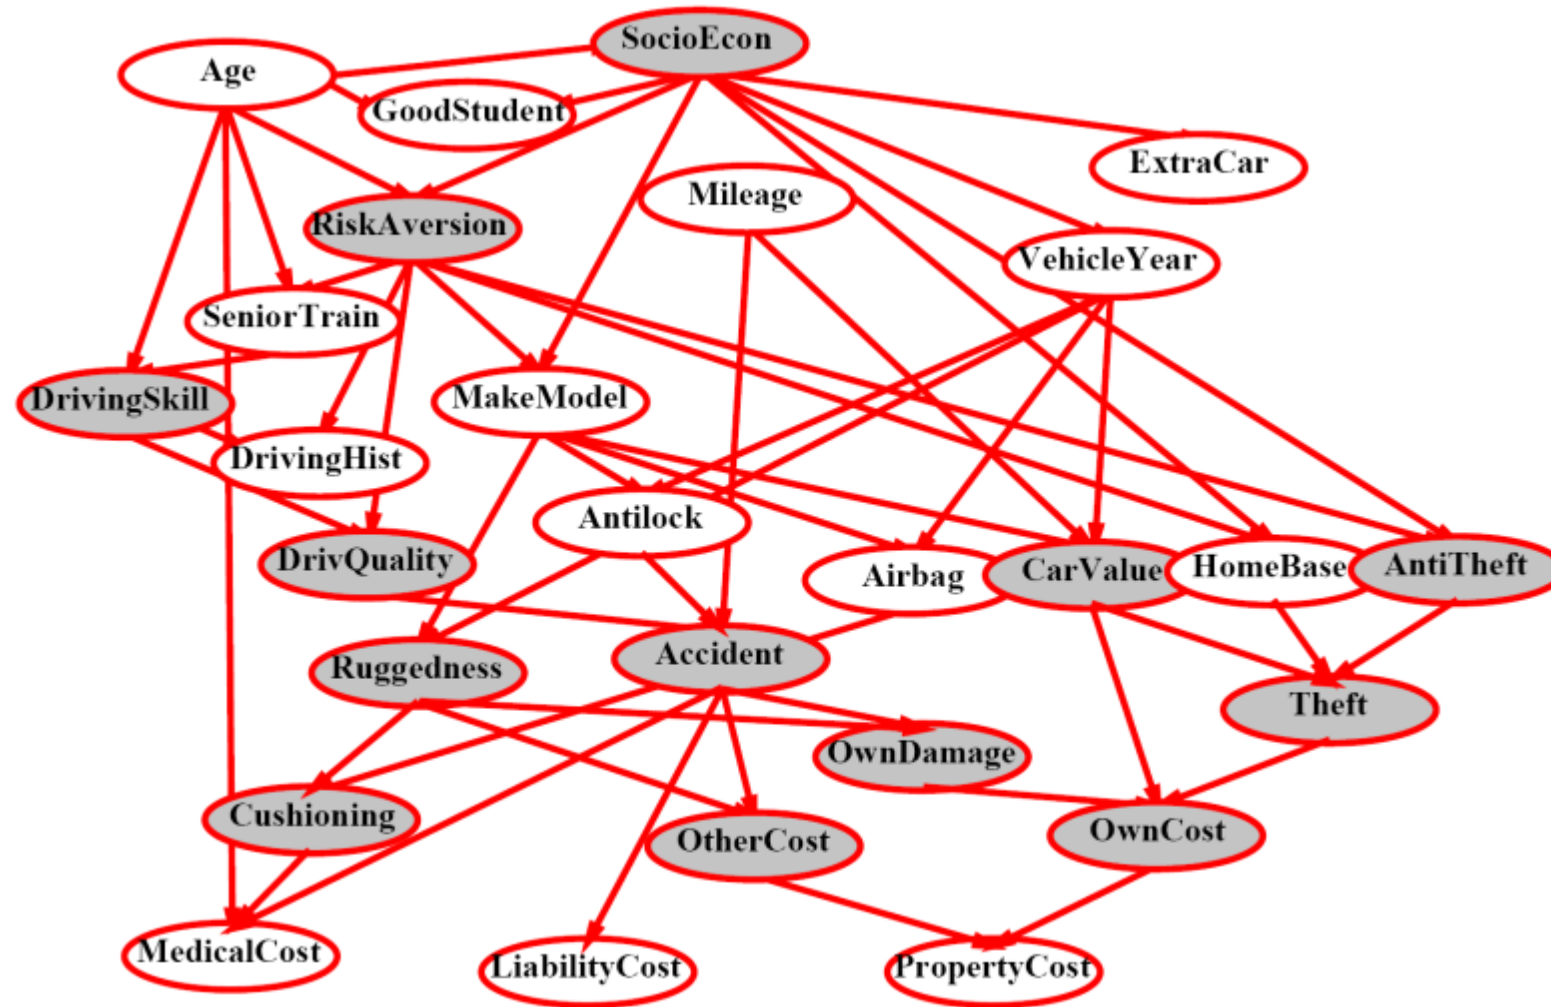 SocioEcon
Age
GoodStudent
ExtraCar
Mileage
RiskAversion
VehicleYear
SeniorTrain
DrivingSkill
MakeModel
DrivingHist
Antilock
DrivQuality
Airbag
CarValue
HomeBase
AntiTheft
Ruggedness
Accident
Theft
OwnDamage
Cushioning
OtherCost
OwnCost
MedicalCost
LiabilityCost
PropertyCost